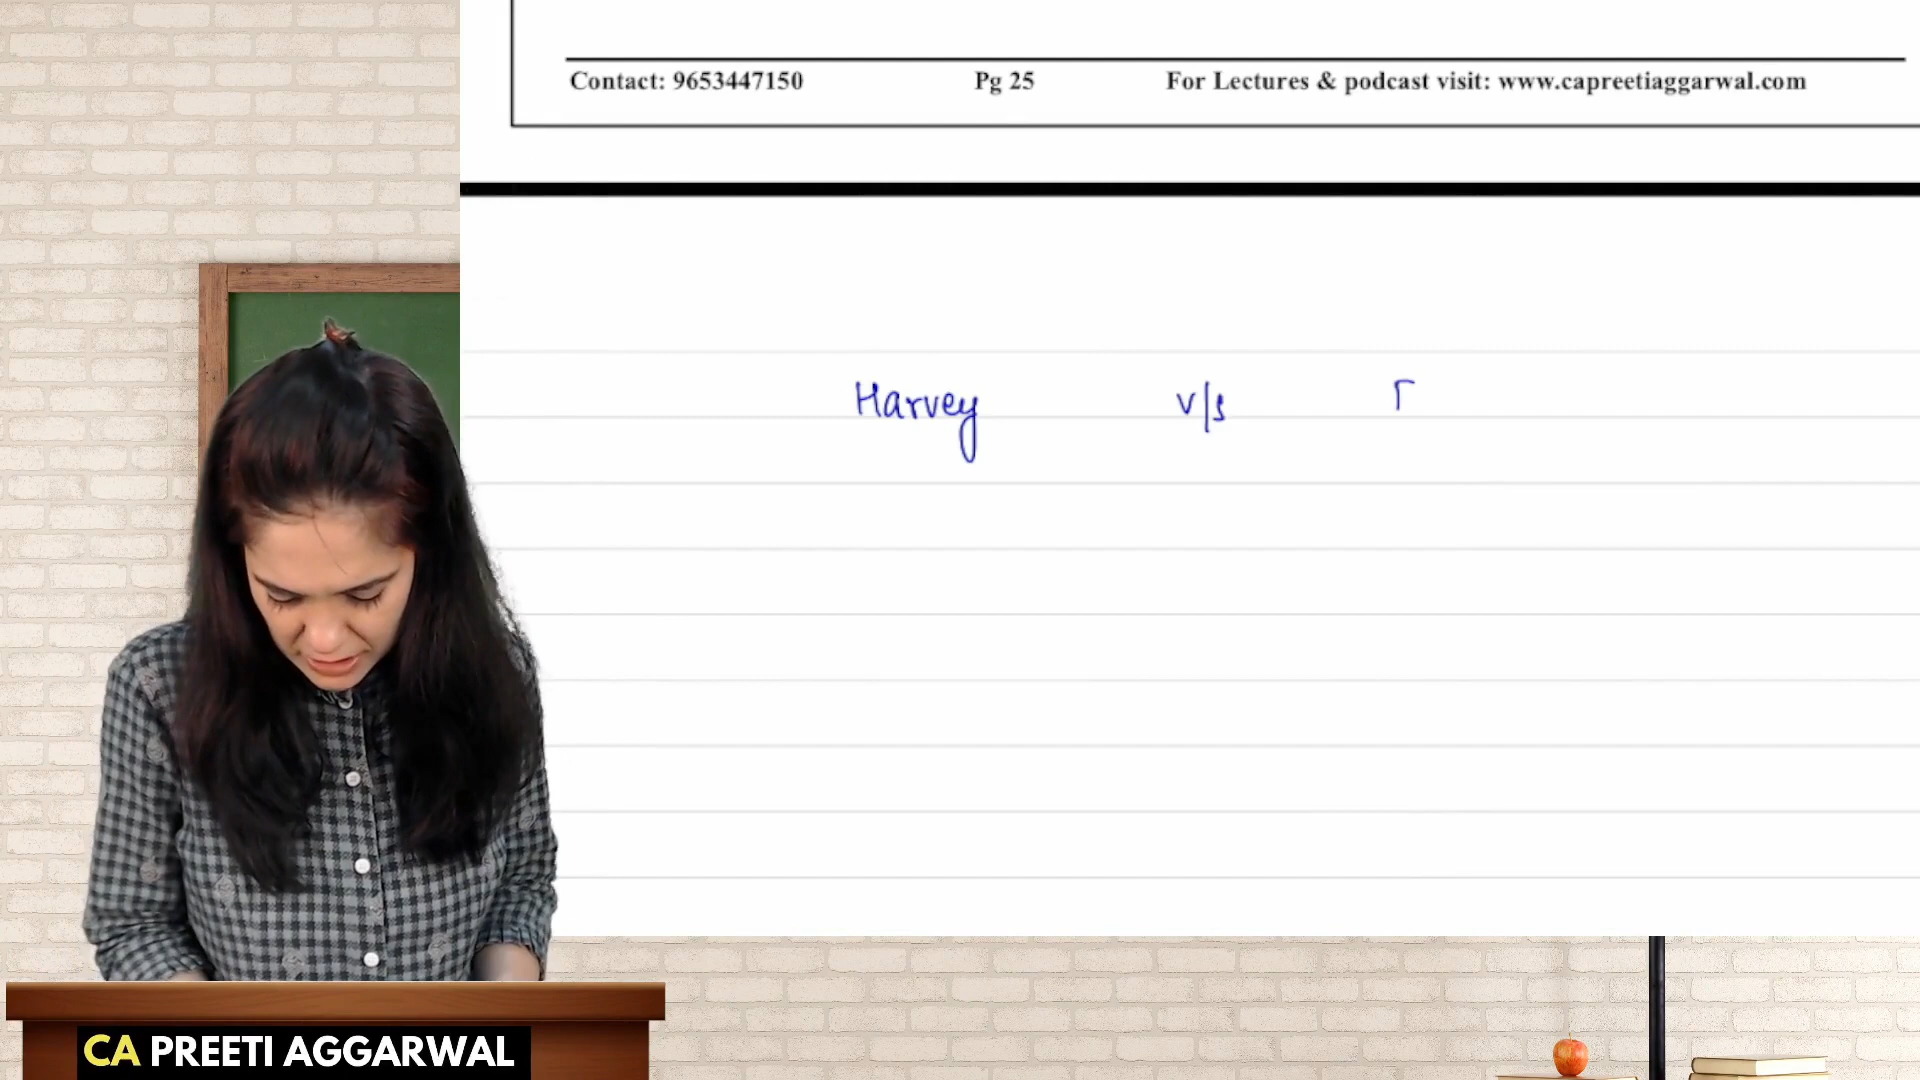 Contact: 9653447150 Pg 25 For Lectures & podcast visit: www.capreetiaggarwal.com
Harvey v/s
CA PREETI AGGARWAL